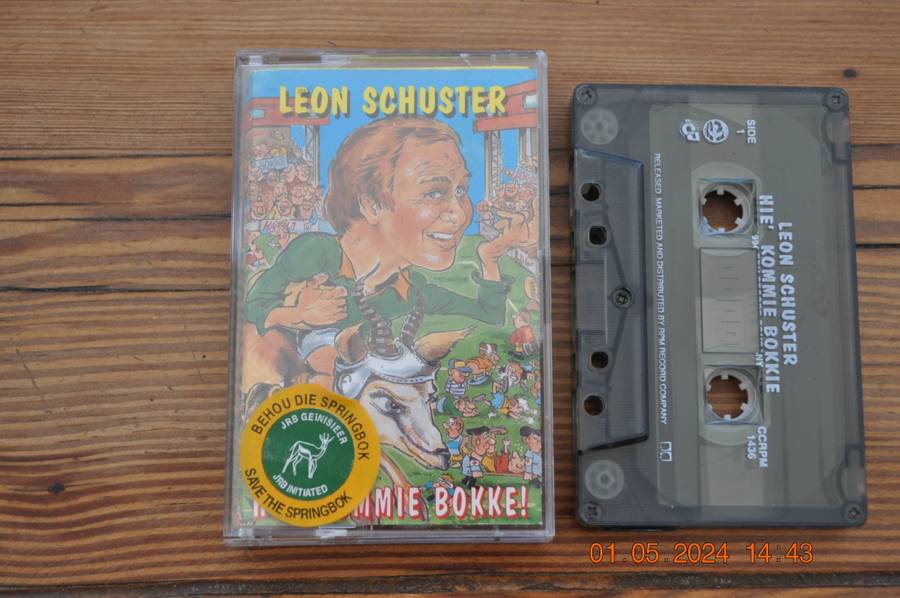 LEON SCHUSTER
BEHOU DIE SPRINGBOK
JRB GEïNISIEER
JRB INITIATED
SAVE THE SPRINGBOK
MMIE BOKKE!
SIDE
1
LEON SCHUSTER
HIE' KOMMIE BOKKIE
CCRPM
1436
RELEASED MARKETED AND DISTRIBUTED BY RPM RECORD COMPANY
01.05.2024 14:43